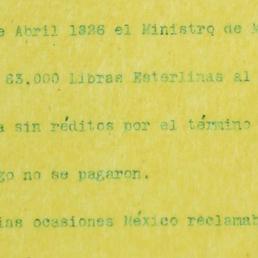 e Abril 1826 el Ministro de M
63.000 Libras Esterlinas al
a sin réditos por el término
go no se pagaron.
ias ocasiones México reclamab